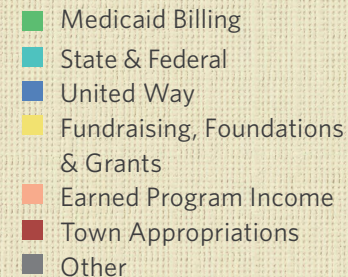 Medicaid Billing
State & Federal
United Way
Fundraising, Foundations
& Grants
Earned Program Income
Town Appropriations
Other